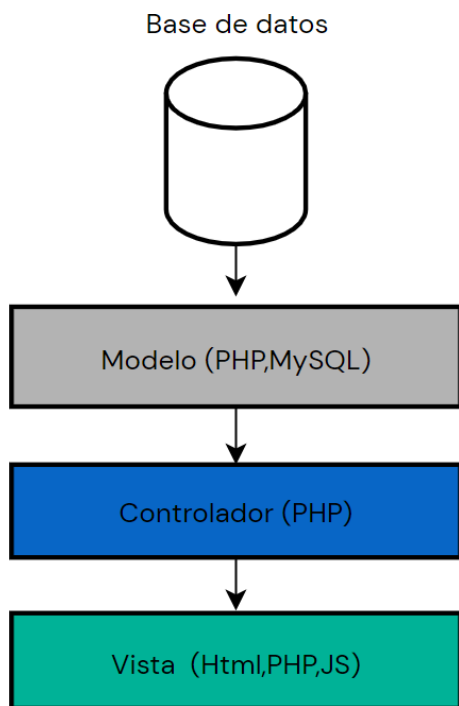 Base de datos
Modelo (PHP,MySQL)
Controlador (PHP)
Vista  (Html,PHP,JS)